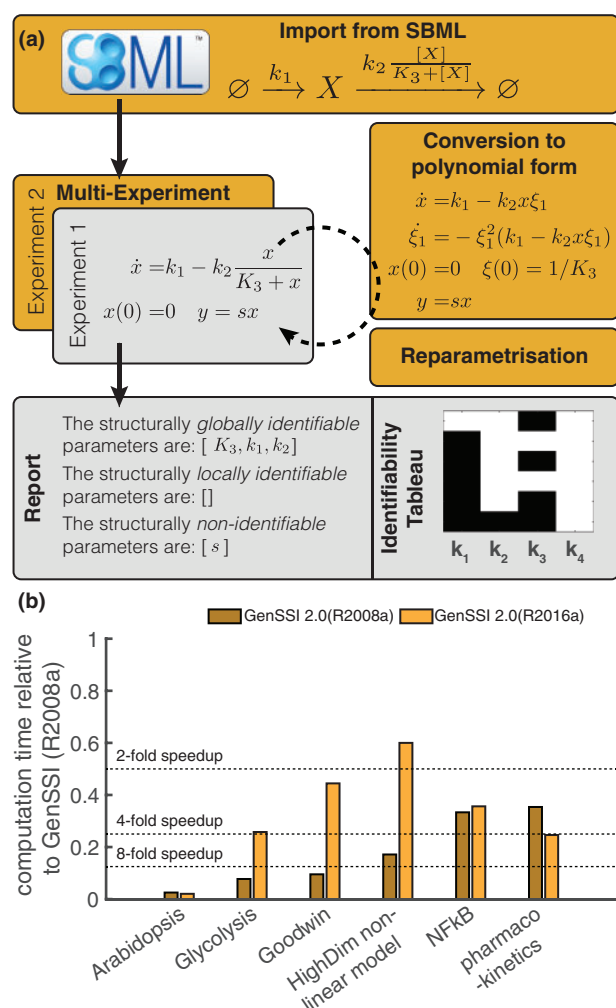 (a)
Import from SBML
SBML™
∅ —k₁→ X —k₂ [X]/(K₃+[X])→ ∅
Experiment 2
Multi-Experiment
Experiment 1
ẋ =k₁ − k₂ x/(K₃ + x)
x(0) =0 y = sx
Conversion to
polynomial form
ẋ =k₁ − k₂xξ₁
ξ̇₁ = − ξ₁²(k₁ − k₂xξ₁)
x(0) =0 ξ(0) = 1/K₃
y =sx
Reparametrisation
Report
The structurally globally identifiable
parameters are: [ K₃, k₁, k₂]
The structurally locally identifiable
parameters are: []
The structurally non-identifiable
parameters are: [ s ]
Identifiability
Tableau
k₁ k₂ k₃ k₄
(b)
GenSSI 2.0(R2008a) GenSSI 2.0(R2016a)
computation time relative
to GenSSI (R2008a)
1
0.8
0.6
2-fold speedup
0.4
4-fold speedup
0.2
8-fold speedup
0
Arabidopsis
Glycolysis
Goodwin
HighDim non-
linear model
NFkB
pharmaco
-kinetics